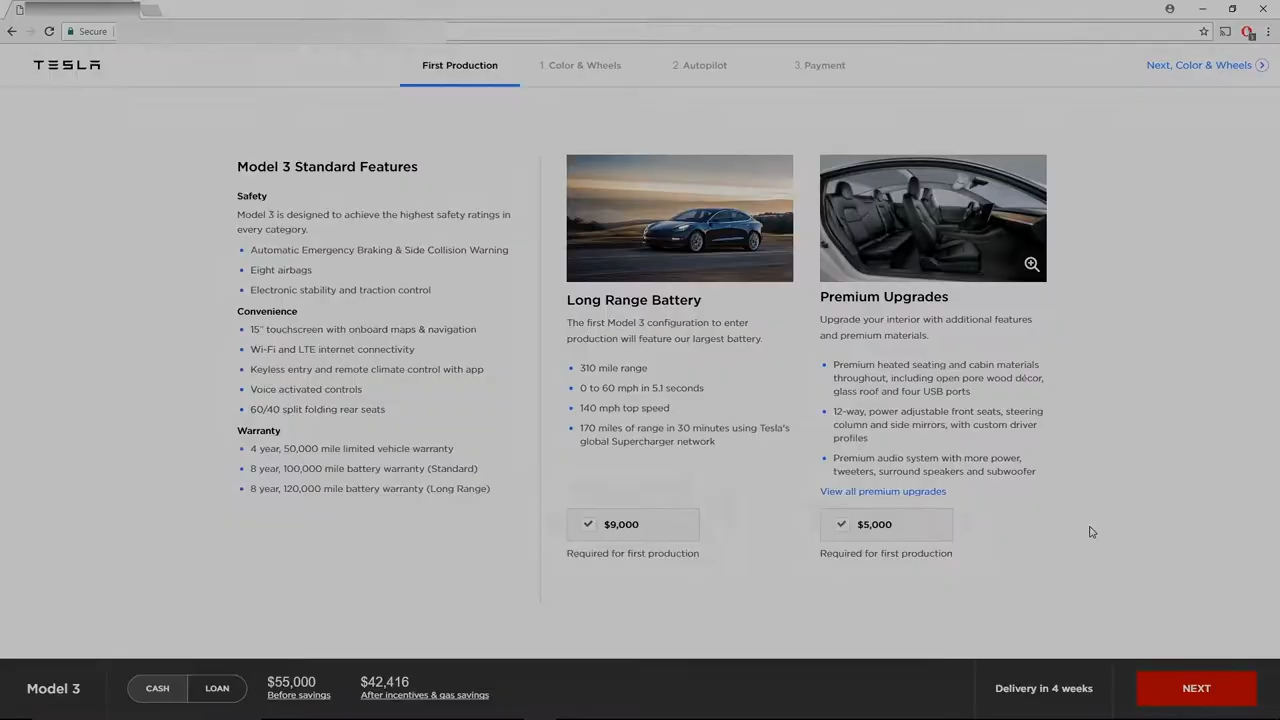 Secure
TESLA
First Production
1. Color & Wheels
2. Autopilot
3. Payment
Next, Color & Wheels
Model 3 Standard Features
Safety
Model 3 is designed to achieve the highest safety ratings in
every category.
Automatic Emergency Braking & Side Collision Warning
Eight airbags
Electronic stability and traction control
Convenience
15" touchscreen with onboard maps & navigation
Wi-Fi and LTE internet connectivity
Keyless entry and remote climate control with app
Voice activated controls
60/40 split folding rear seats
Warranty
4 year, 50,000 mile limited vehicle warranty
8 year, 100,000 mile battery warranty (Standard)
8 year, 120,000 mile battery warranty (Long Range)
Long Range Battery
The first Model 3 configuration to enter
production will feature our largest battery.
310 mile range
0 to 60 mph in 5.1 seconds
140 mph top speed
170 miles of range in 30 minutes using Tesla's
global Supercharger network
$9,000
Required for first production
Premium Upgrades
Upgrade your interior with additional features
and premium materials.
Premium heated seating and cabin materials
throughout, including open pore wood décor,
glass roof and four USB ports
12-way, power adjustable front seats, steering
column and side mirrors, with custom driver
profiles
Premium audio system with more power,
tweeters, surround speakers and subwoofer
View all premium upgrades
$5,000
Required for first production
Model 3
CASH
LOAN
$55,000
Before savings
$42,416
After incentives & gas savings
Delivery in 4 weeks
NEXT